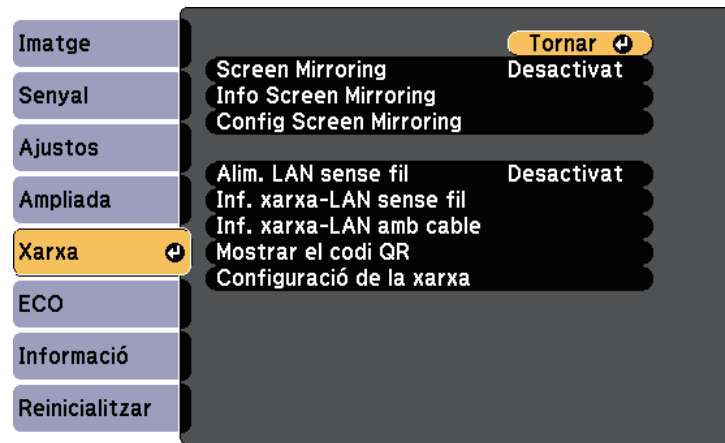 Imatge
Senyal
Ajustos
Ampliada
Xarxa
ECO
Informació
Reinicialitzar
Tornar
Screen Mirroring Desactivat
Info Screen Mirroring
Config Screen Mirroring
Alim. LAN sense fil Desactivat
Inf. xarxa-LAN sense fil
Inf. xarxa-LAN amb cable
Mostrar el codi QR
Configuració de la xarxa